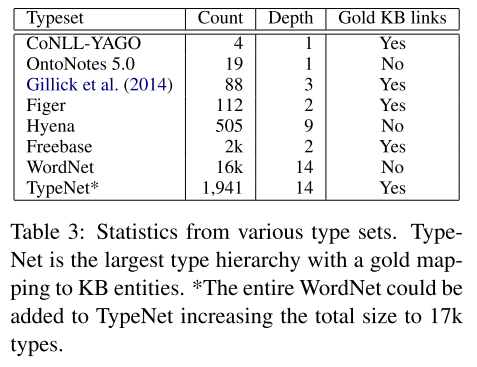 Typeset Count Depth Gold KB links
CoNLL-YAGO 4 1 Yes
OntoNotes 5.0 19 1 No
Gillick et al. (2014) 88 3 Yes
Figer 112 2 Yes
Hyena 505 9 No
Freebase 2k 2 Yes
WordNet 16k 14 No
TypeNet* 1,941 14 Yes
Table 3: Statistics from various type sets. Type-
Net is the largest type hierarchy with a gold map-
ping to KB entities. *The entire WordNet could be
added to TypeNet increasing the total size to 17k
types.